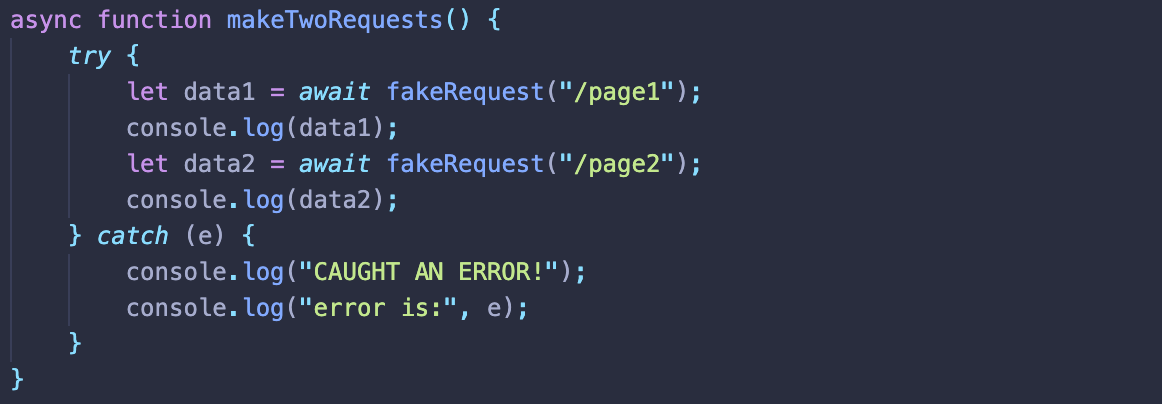 async function makeTwoRequests() {
    try {
        let data1 = await fakeRequest("/page1");
        console.log(data1);
        let data2 = await fakeRequest("/page2");
        console.log(data2);
    } catch (e) {
        console.log("CAUGHT AN ERROR!");
        console.log("error is:", e);
    }
}